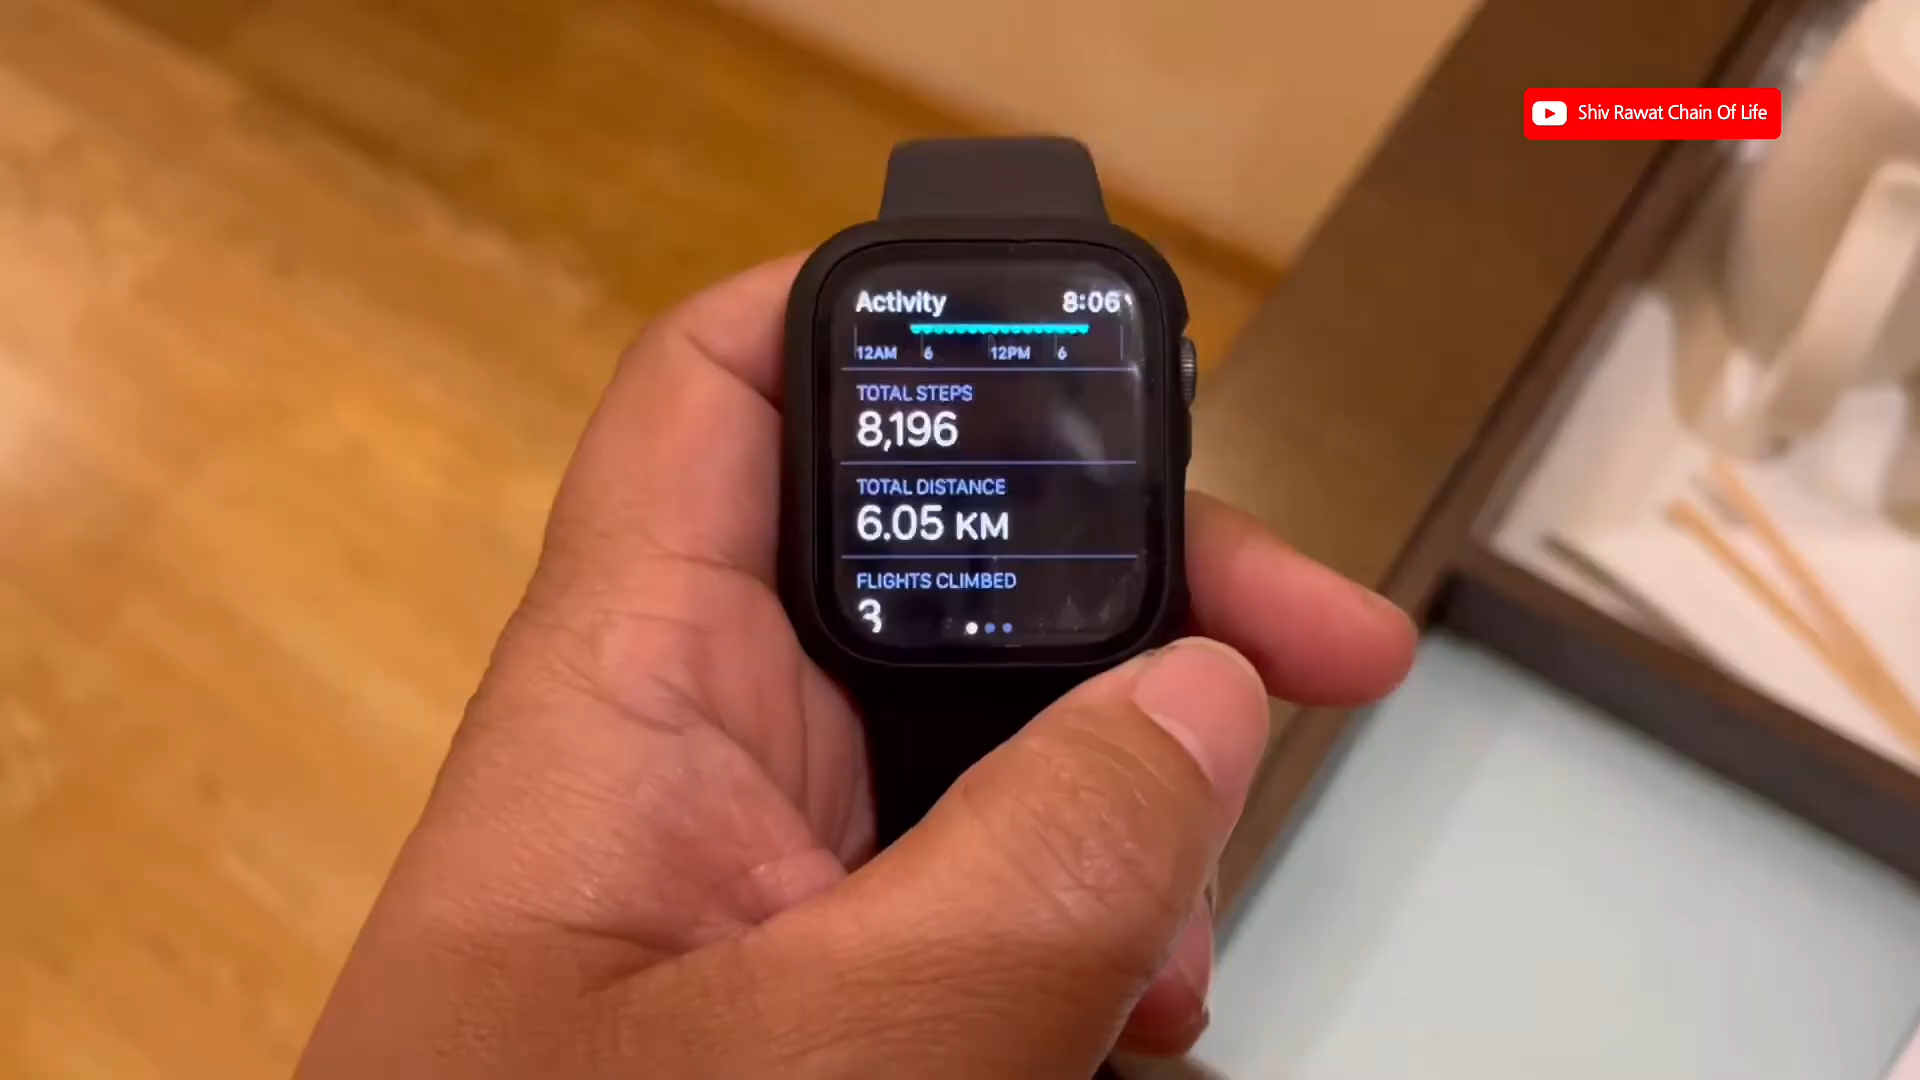 Shiv Rawat Chain Of Life
Activity 8:06
12AM 6 12PM 6
TOTAL STEPS
8,196
TOTAL DISTANCE
6.05 KM
FLIGHTS CLIMBED
3